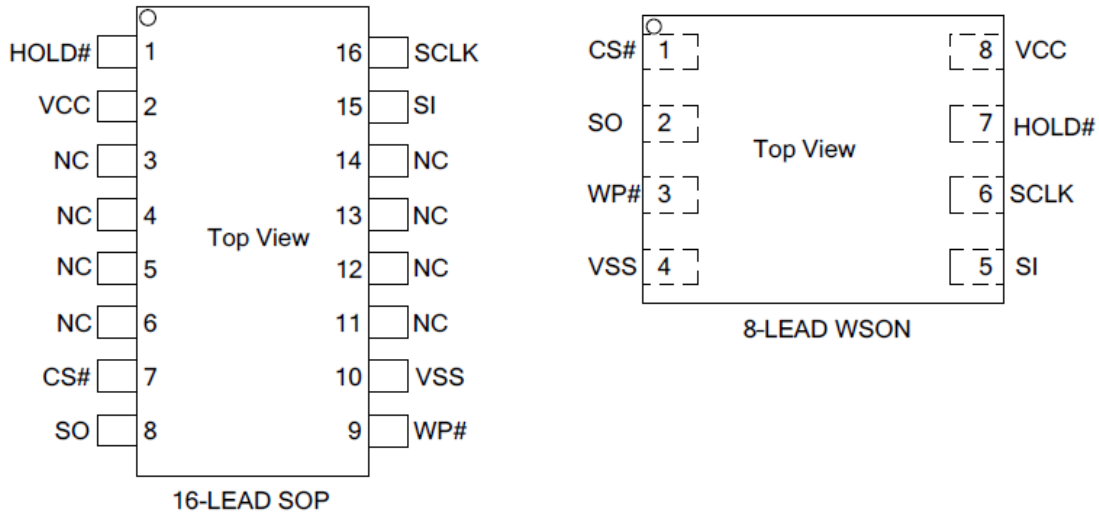 HOLD# 1 16 SCLK
VCC 2 15 SI
NC 3 14 NC
NC 4 13 NC
Top View
NC 5 12 NC
NC 6 11 NC
CS# 7 10 VSS
SO 8 9 WP#
16-LEAD SOP
CS# 1 8 VCC
SO 2 7 HOLD#
Top View
WP# 3 6 SCLK
VSS 4 5 SI
8-LEAD WSON